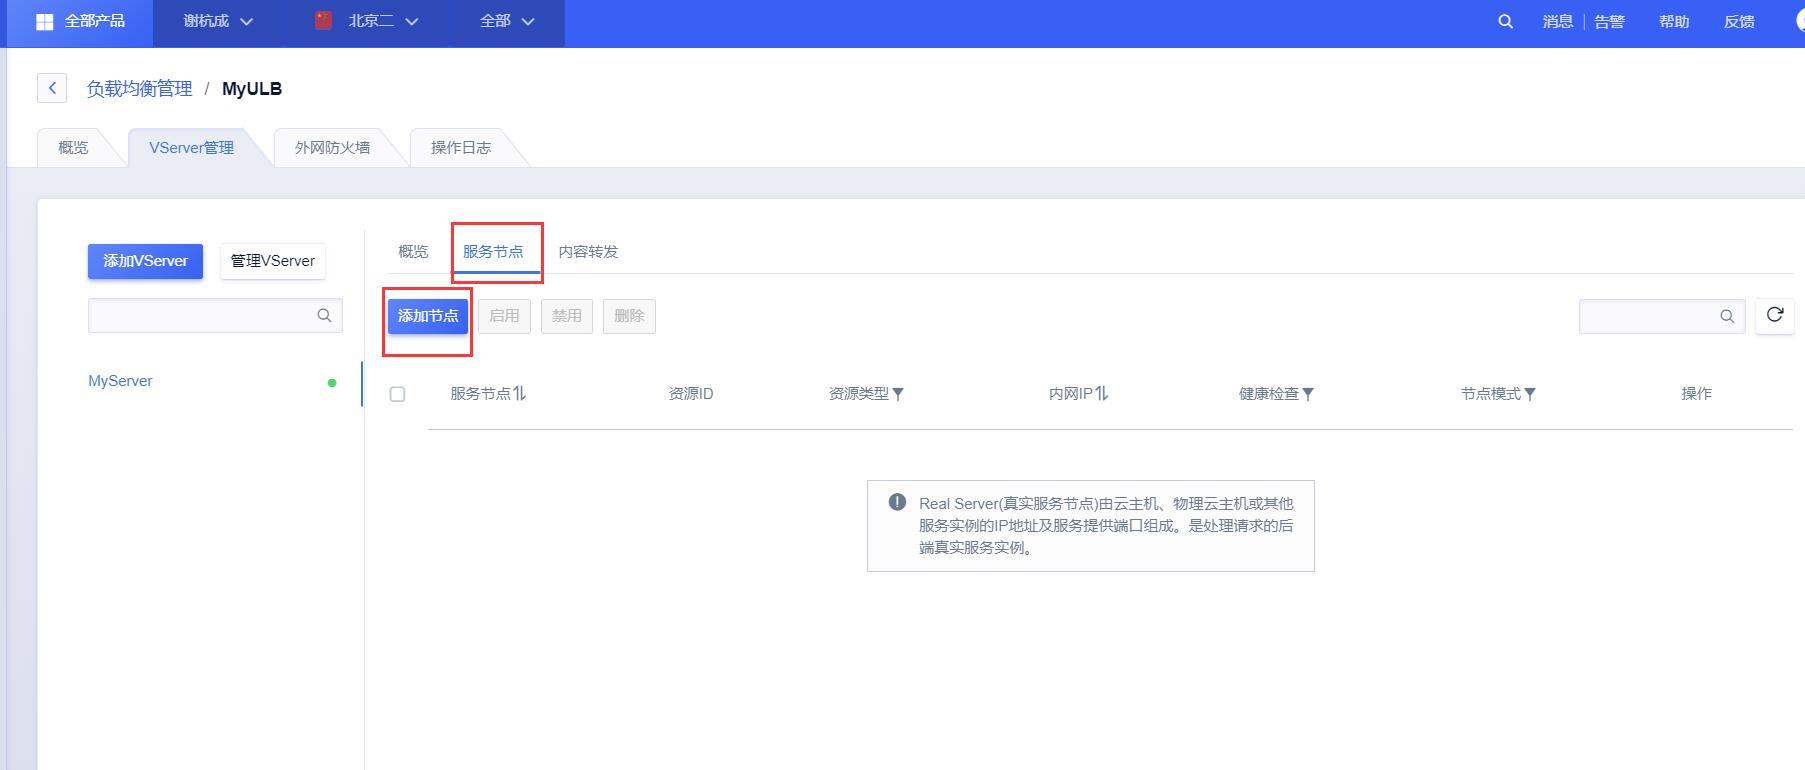 全部产品 谢杭成 北京二 全部 消息 告警 帮助 反馈
负载均衡管理 / MyULB
概览 VServer管理 外网防火墙 操作日志
添加VServer 管理VServer
MyServer
概览 服务节点 内容转发
添加节点 启用 禁用 删除
服务节点 资源ID 资源类型 内网IP 健康检查 节点模式 操作
Real Server(真实服务节点)由云主机、物理云主机或其他
服务实例的IP地址及服务提供端口组成。是处理请求的后
端真实服务实例。